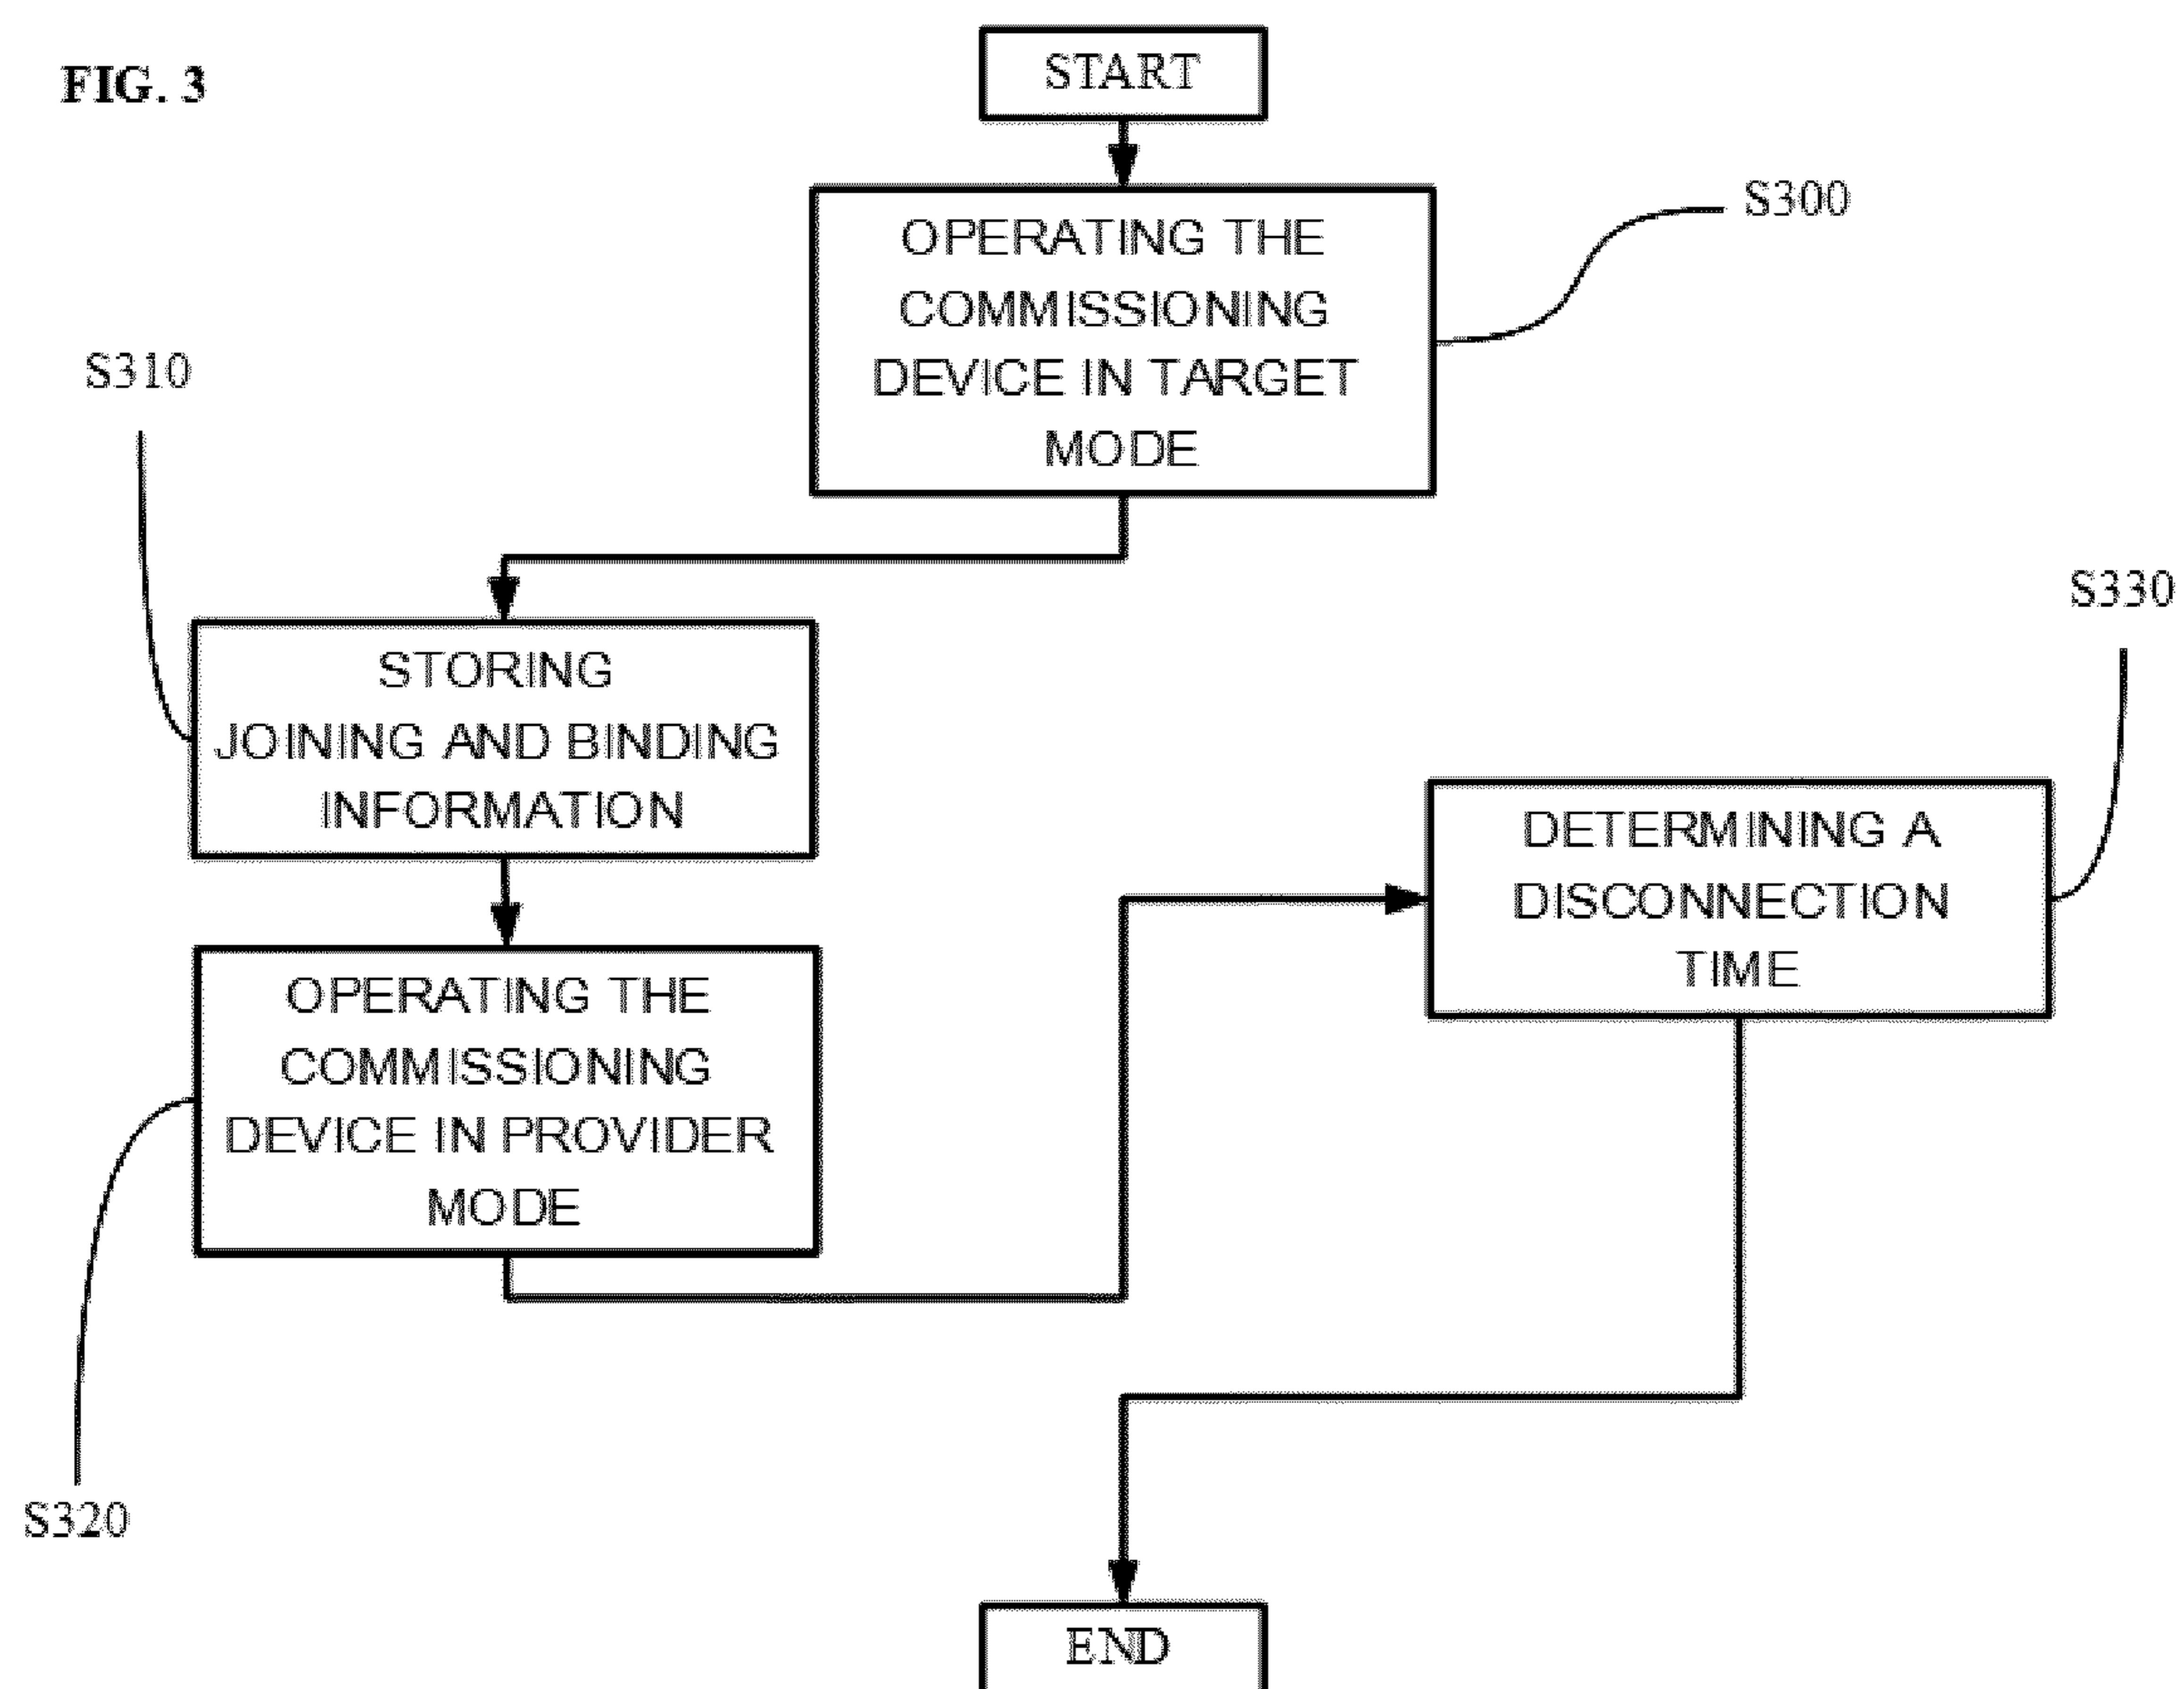 FIG. 3
START
S300
OPERATING THE
COMMISSIONING
DEVICE IN TARGET
MODE
S310
STORING
JOINING AND BINDING
INFORMATION
S330
DETERMINING A
DISCONNECTION
TIME
OPERATING THE
COMMISSIONING
DEVICE IN PROVIDER
MODE
S320
END